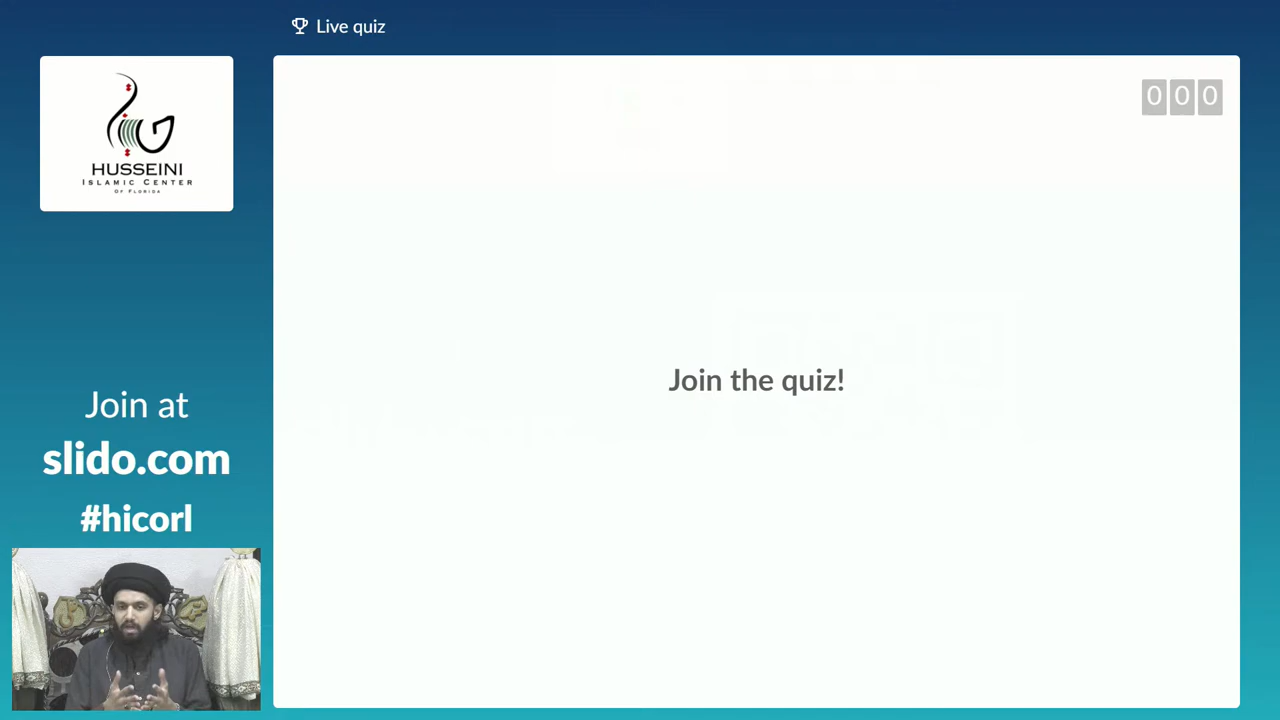 Live quiz
000
HUSSEINI
ISLAMIC CENTER
OF FLORIDA
Join the quiz!
Join at
slido.com
#hicorl